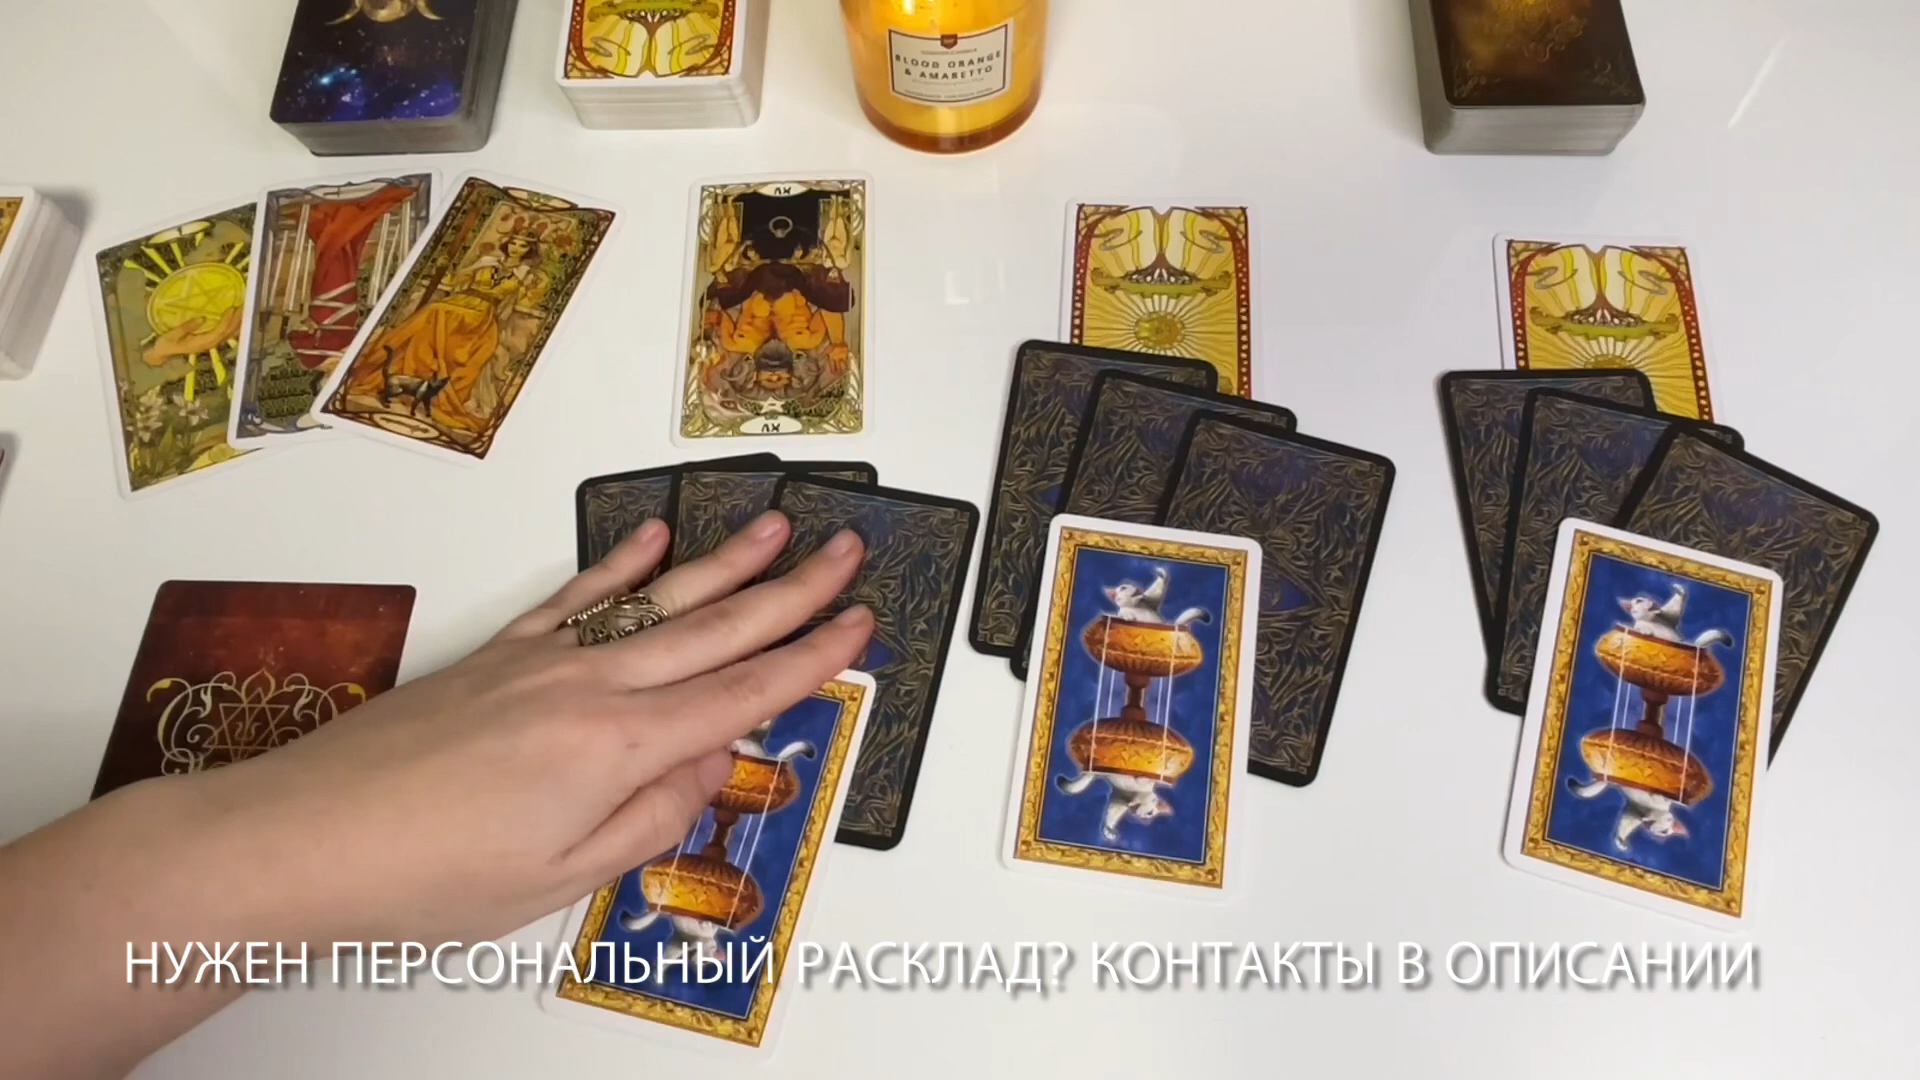 BLOOD ORANGE
& AMARETTO
XV
XV
НУЖЕН ПЕРСОНАЛЬНЫЙ РАСКЛАД? КОНТАКТЫ В ОПИСАНИИ